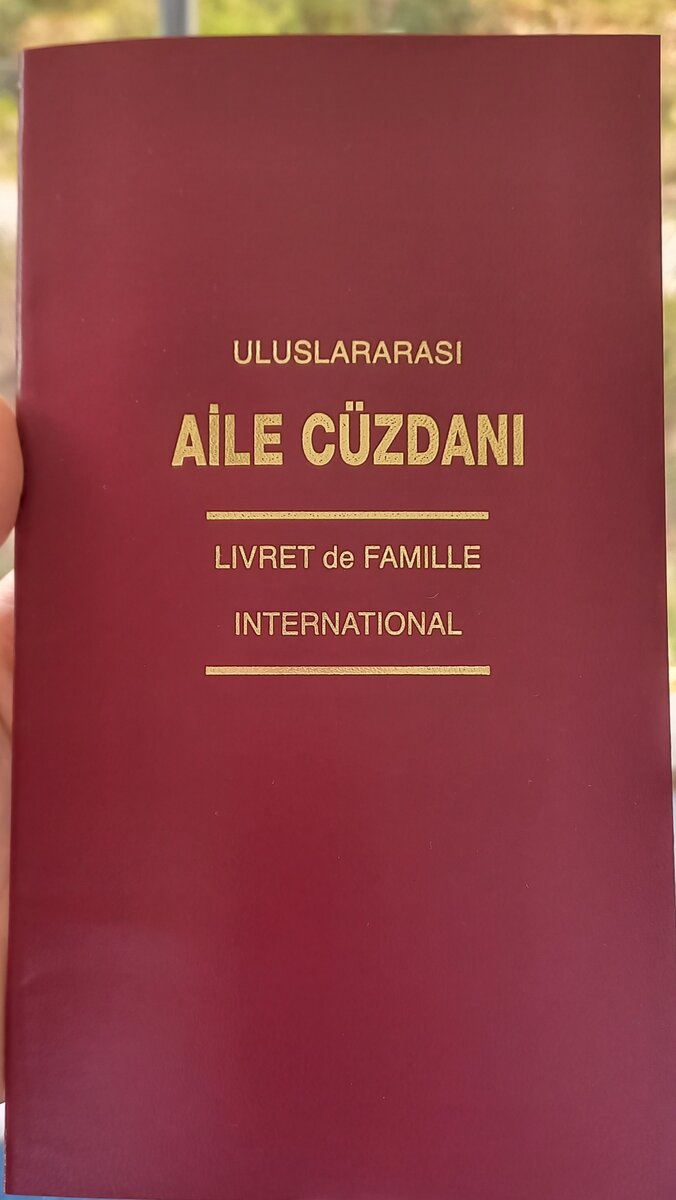 ULUSLARARASI
AİLE CÜZDANI
LIVRET de FAMILLE
INTERNATIONAL